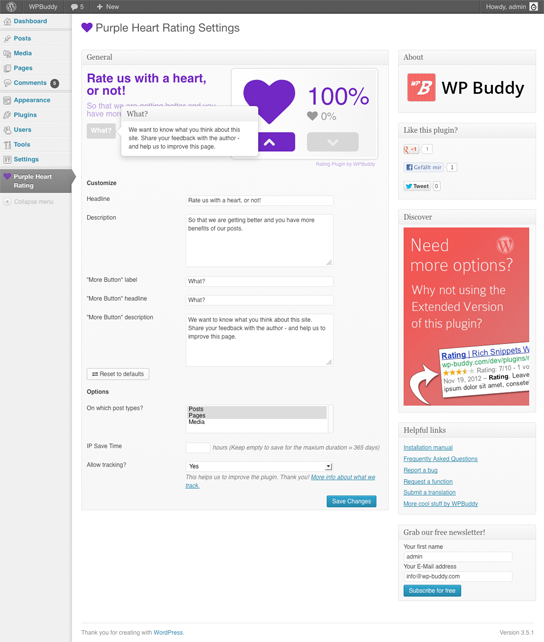 WPBuddy 5 New Howdy, admin
Dashboard
Posts
Media
Pages
Comments 5
Appearance
Plugins
Users
Tools
Settings
Purple Heart
Rating
Collapse menu
Purple Heart Rating Settings
General
Rate us with a heart,
or not!
So that we are getting better and you
have more
What?
What?
We want to know what you think about this
site. Share your feedback with the author -
and help us to improve this page.
100%
0%
Rating Plugin by WPBuddy
Customize
Headline
Rate us with a heart, or not!
Description
So that we are getting better and you have more
benefits of our posts.
"More Button" label
What?
"More Button" headline
What?
"More Button" description
We want to know what you think about this site.
Share your feedback with the author - and help us to
improve this page.
Reset to defaults
Options
On which post types?
Posts
Pages
Media
IP Save Time
hours (Keep empty to save for the maxium duration = 365 days)
Allow tracking?
Yes
This helps us to improve the plugin. Thank you! More info about what we
track.
Save Changes
About
WP Buddy
Like this plugin?
+1 1
Gefällt mir 1
Tweet 0
Discover
Need
more options?
Why not using the
Extended Version
of this plugin?
Rating | Rich Snippets W
wp-buddy.com/dev/plugins/r
Rating: 7/10 - 1 vo
Nov 19, 2012 – Rating. Leave
ipsum dolor sit amet, consete
Helpful links
Installation manual
Frequently Asked Questions
Report a bug
Request a function
Submit a translation
More cool stuff by WPBuddy
Grab our free newsletter!
Your first name
admin
Your E-Mail address
info@wp-buddy.com
Subscribe for free
Thank you for creating with WordPress.
Version 3.5.1